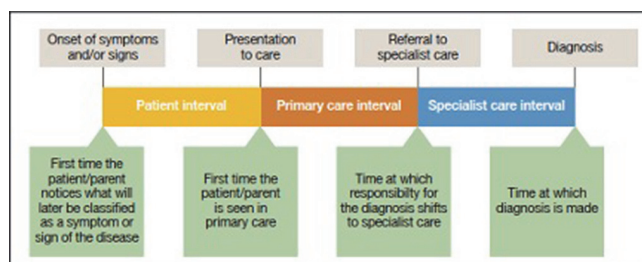 Onset of symptoms
and/or signs
Presentation
to care
Referral to
specialist care
Diagnosis
Patient interval
Primary care interval
Specialist care interval
First time the
patient/parent
notices what will
later be classified
as a symptom or
sign of the disease
First time the
patient/parent
is seen in
primary care
Time at which
responsibilty for
the diagnosis shifts
to specialist care
Time at which
diagnosis is made